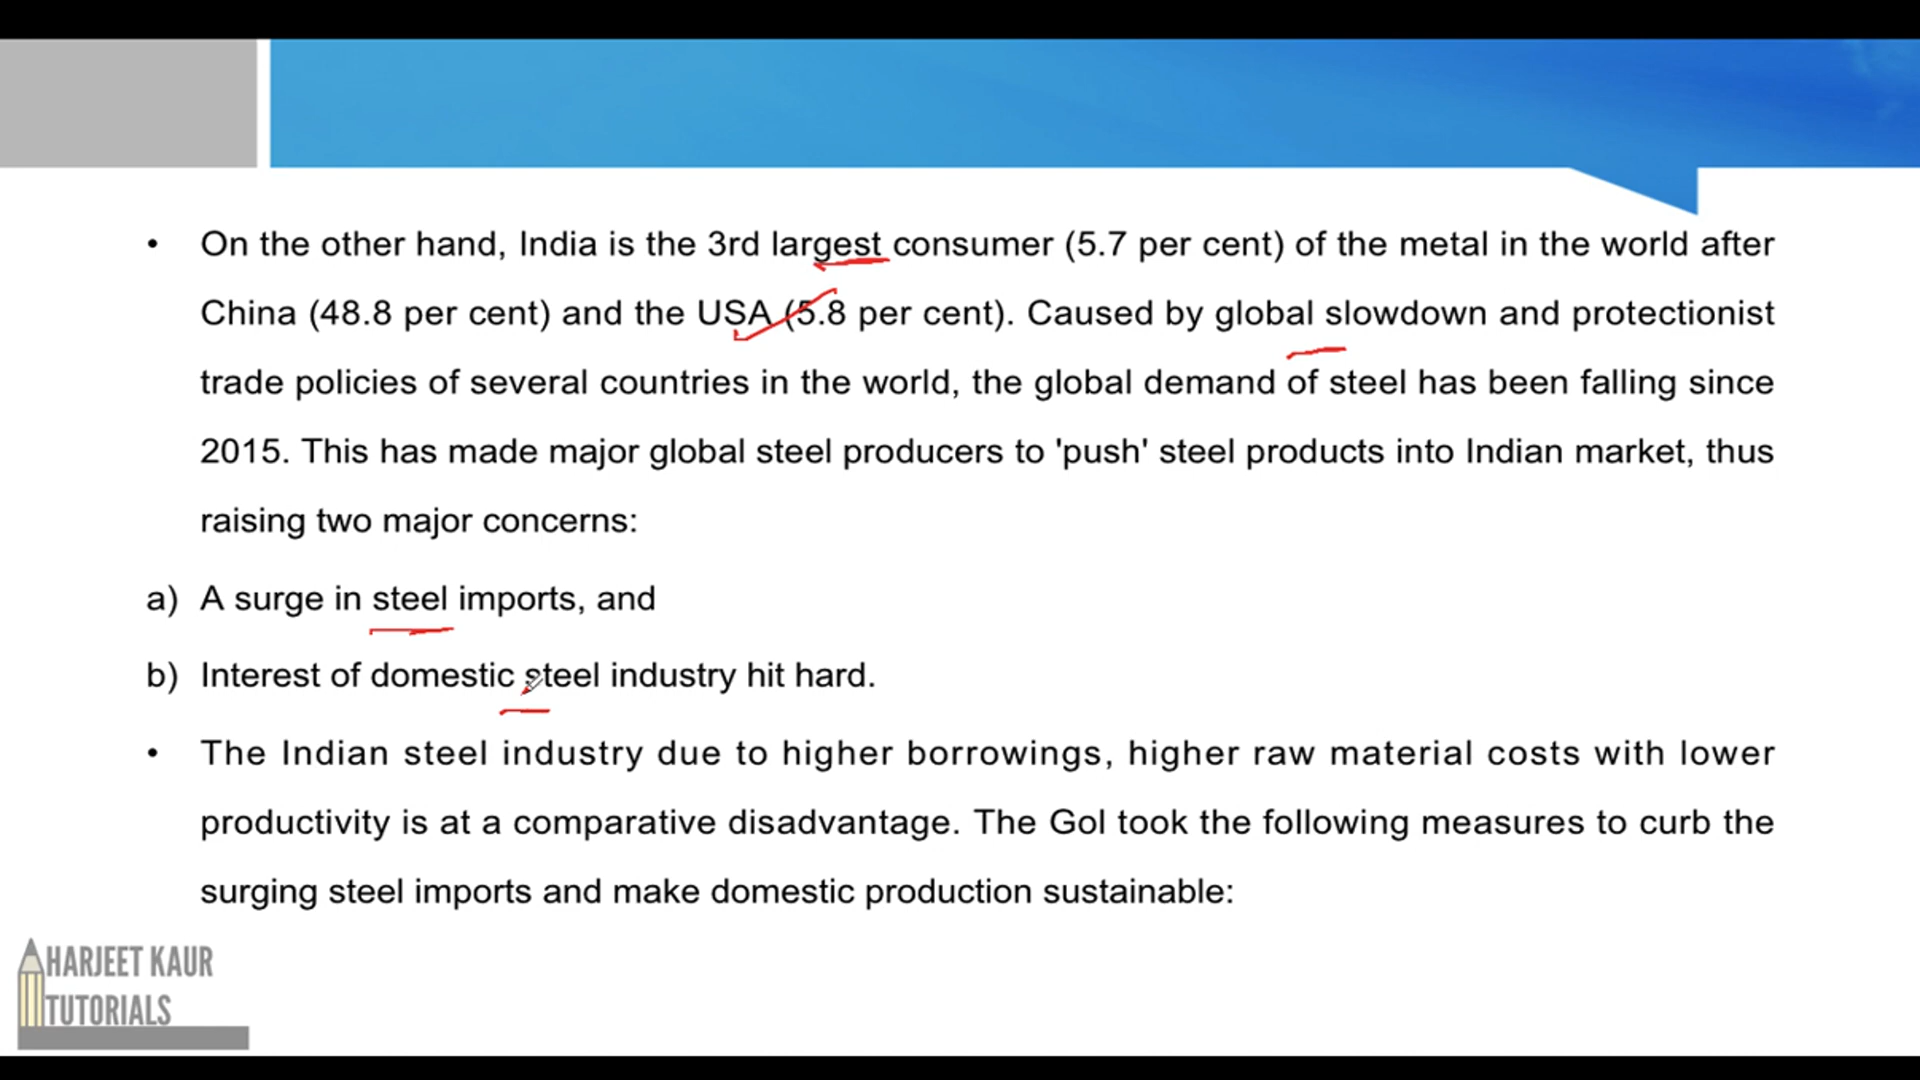 • On the other hand, India is the 3rd largest consumer (5.7 per cent) of the metal in the world after
China (48.8 per cent) and the USA (5.8 per cent). Caused by global slowdown and protectionist
trade policies of several countries in the world, the global demand of steel has been falling since
2015. This has made major global steel producers to 'push' steel products into Indian market, thus
raising two major concerns:
a) A surge in steel imports, and
b) Interest of domestic steel industry hit hard.
• The Indian steel industry due to higher borrowings, higher raw material costs with lower
productivity is at a comparative disadvantage. The GoI took the following measures to curb the
surging steel imports and make domestic production sustainable:
HARJEET KAUR
TUTORIALS